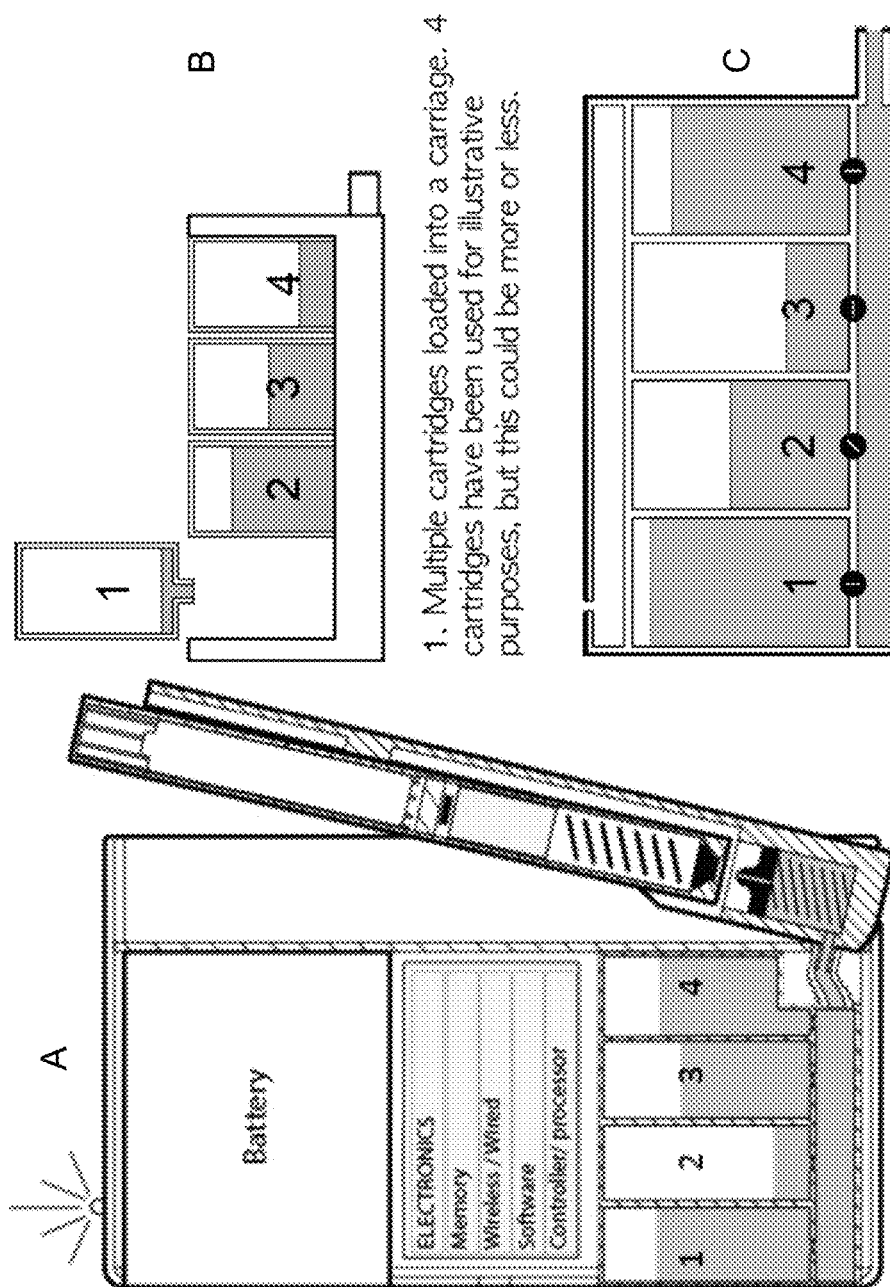 A
Battery
ELECTRONICS
Memory
Wireless / Wired
Software
Controller/ processor
1
2
3
4
B
1
2
3
4
1. Multiple cartridges loaded into a carriage. 4
cartridges have been used for illustrative
purposes, but this could be more or less.
C
1
2
3
4